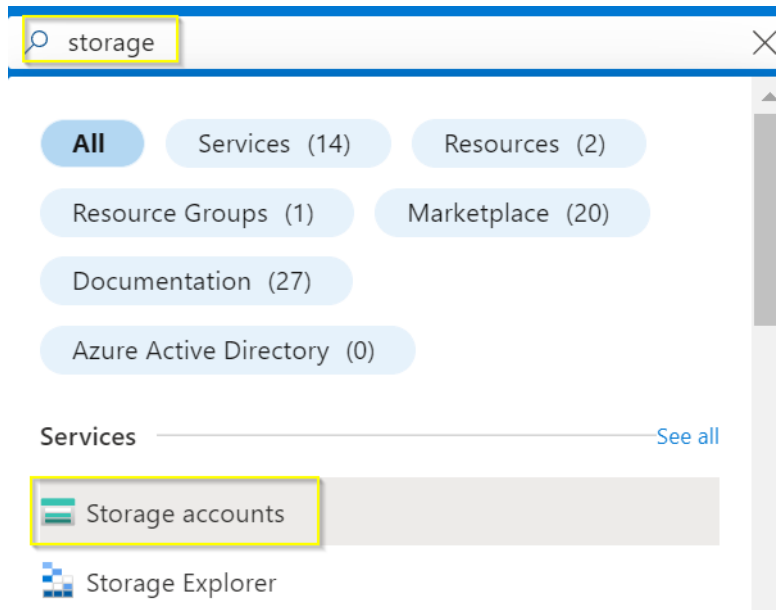 storage
All Services (14) Resources (2)
Resource Groups (1) Marketplace (20)
Documentation (27)
Azure Active Directory (0)
Services See all
Storage accounts
Storage Explorer